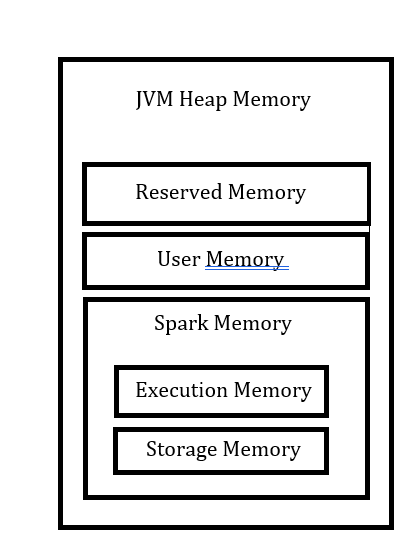 JVM Heap Memory
Reserved Memory
User Memory
Spark Memory
Execution Memory
Storage Memory